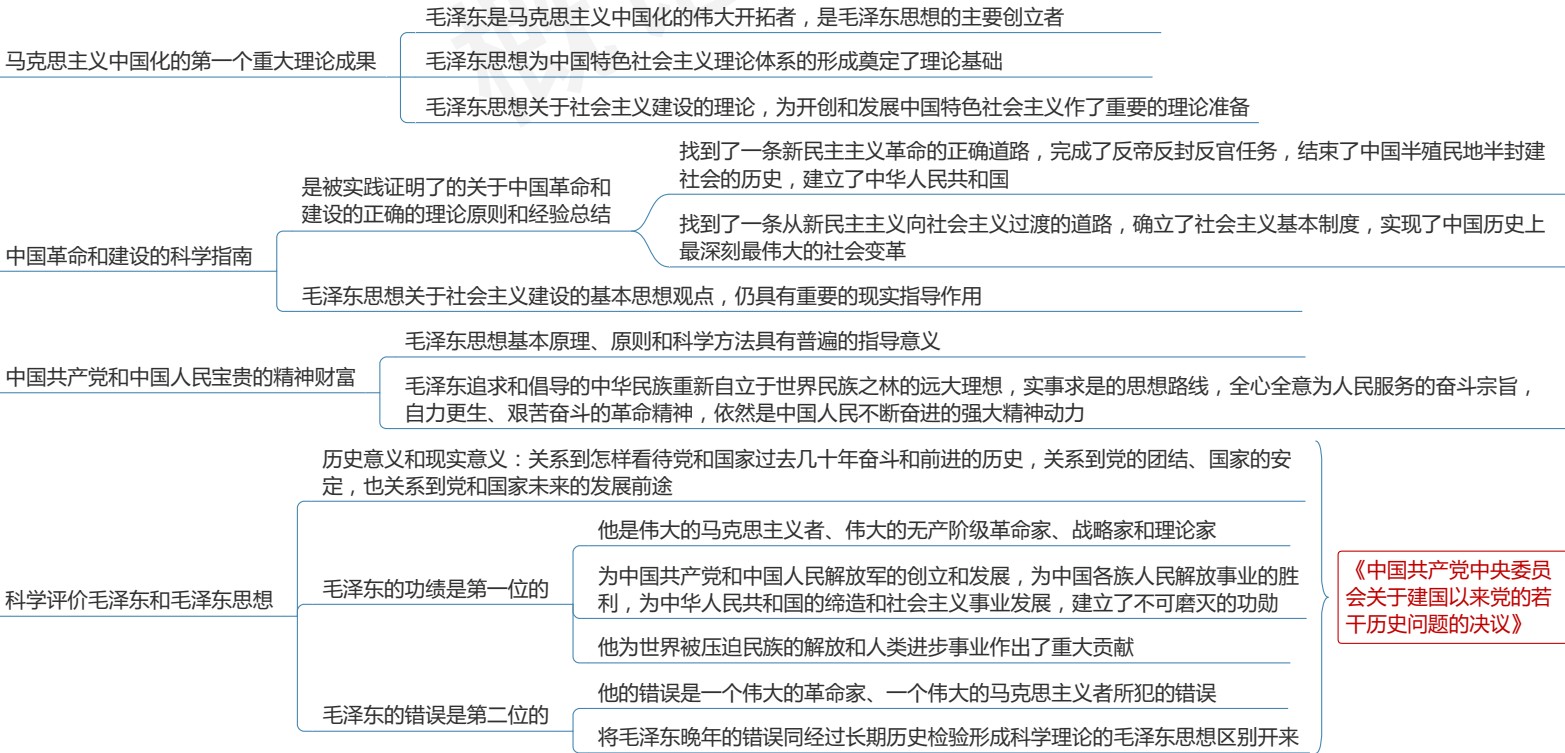 马克思主义中国化的第一个重大理论成果
毛泽东是马克思主义中国化的伟大开拓者，是毛泽东思想的主要创立者
毛泽东思想为中国特色社会主义理论体系的形成奠定了理论基础
毛泽东思想关于社会主义建设的理论，为开创和发展中国特色社会主义作了重要的理论准备
中国革命和建设的科学指南
是被实践证明了的关于中国革命和
建设的正确的理论原则和经验总结
找到了一条新民主主义革命的正确道路，完成了反帝反封反官任务，结束了中国半殖民地半封建
社会的历史，建立了中华人民共和国
找到了一条从新民主主义向社会主义过渡的道路，确立了社会主义基本制度，实现了中国历史上
最深刻最伟大的社会变革
毛泽东思想关于社会主义建设的基本思想观点，仍具有重要的现实指导作用
中国共产党和中国人民宝贵的精神财富
毛泽东思想基本原理、原则和科学方法具有普遍的指导意义
毛泽东追求和倡导的中华民族重新自立于世界民族之林的远大理想，实事求是的思想路线，全心全意为人民服务的奋斗宗旨，
自力更生、艰苦奋斗的革命精神，依然是中国人民不断奋进的强大精神动力
科学评价毛泽东和毛泽东思想
历史意义和现实意义：关系到怎样看待党和国家过去几十年奋斗和前进的历史，关系到党的团结、国家的安
定，也关系到党和国家未来的发展前途
毛泽东的功绩是第一位的
他是伟大的马克思主义者、伟大的无产阶级革命家、战略家和理论家
为中国共产党和中国人民解放军的创立和发展，为中国各族人民解放事业的胜
利，为中华人民共和国的缔造和社会主义事业发展，建立了不可磨灭的功勋
他为世界被压迫民族的解放和人类进步事业作出了重大贡献
毛泽东的错误是第二位的
他的错误是一个伟大的革命家、一个伟大的马克思主义者所犯的错误
将毛泽东晚年的错误同经过长期历史检验形成科学理论的毛泽东思想区别开来
《中国共产党中央委员
会关于建国以来党的若
干历史问题的决议》